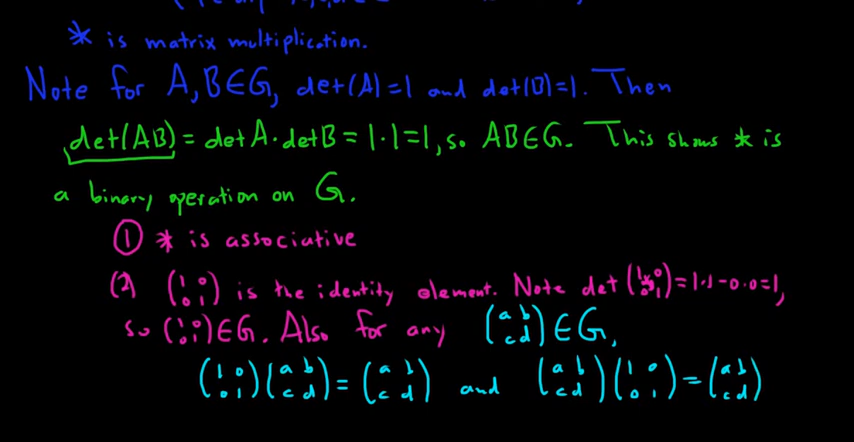 * is matrix multiplication.
Note for A, B∈G, det(A)=1 and det(B)=1. Then
det(AB) = det A · det B = 1·1=1, so AB∈G. This shows * is
a binary operation on G.
① * is associative
(2) (1 0; 0 1) is the identity element. Note det (1 0; 0 1) = 1·1-0·0=1,
so (1 0; 0 1)∈G. Also for any (a b; c d)∈G,
(1 0; 0 1)(a b; c d) = (a b; c d) and (a b; c d)(1 0; 0 1) = (a b; c d)